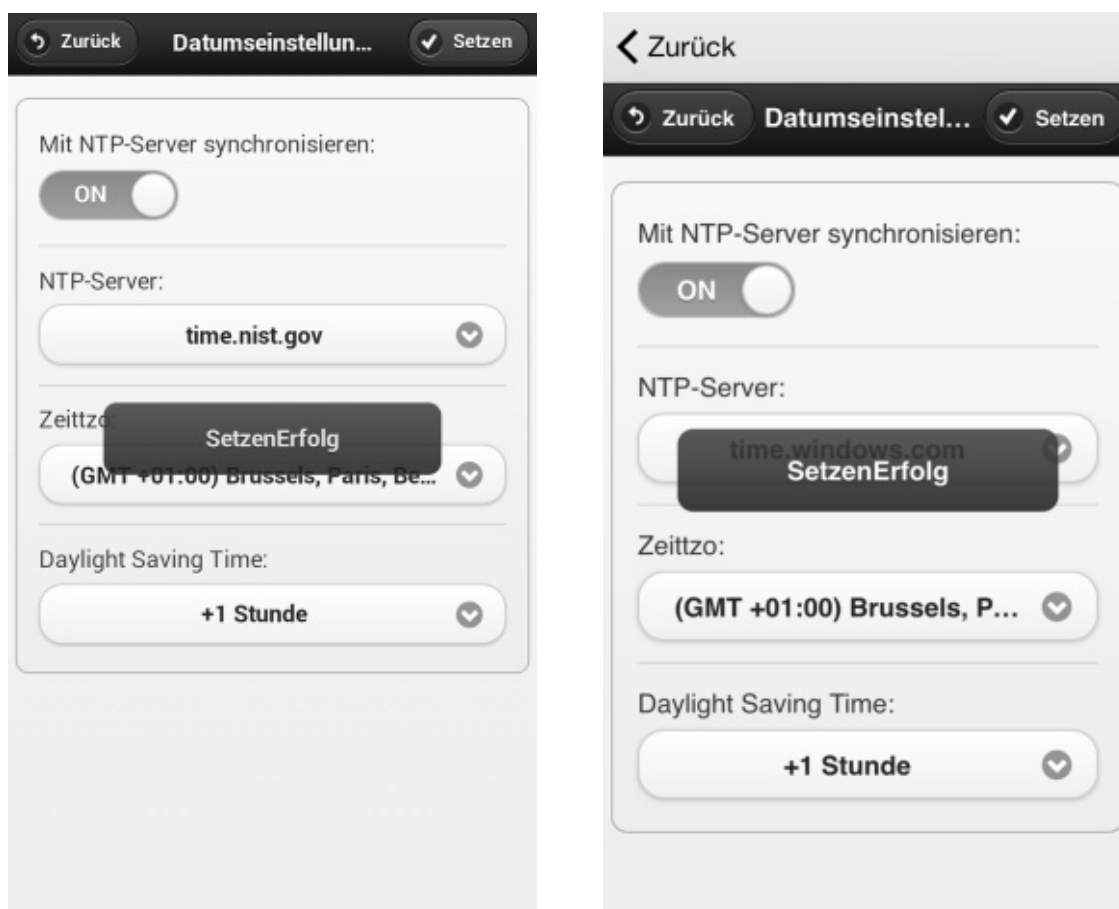 Zurück Datumseinstellun... Setzen
Mit NTP-Server synchronisieren:
ON
NTP-Server:
time.nist.gov
Zeittzo:
SetzenErfolg
(GMT +01:00) Brussels, Paris, Be...
Daylight Saving Time:
+1 Stunde
Zurück
Zurück Datumseinstel... Setzen
Mit NTP-Server synchronisieren:
ON
NTP-Server:
time.windows.com
SetzenErfolg
Zeittzo:
(GMT +01:00) Brussels, P...
Daylight Saving Time:
+1 Stunde